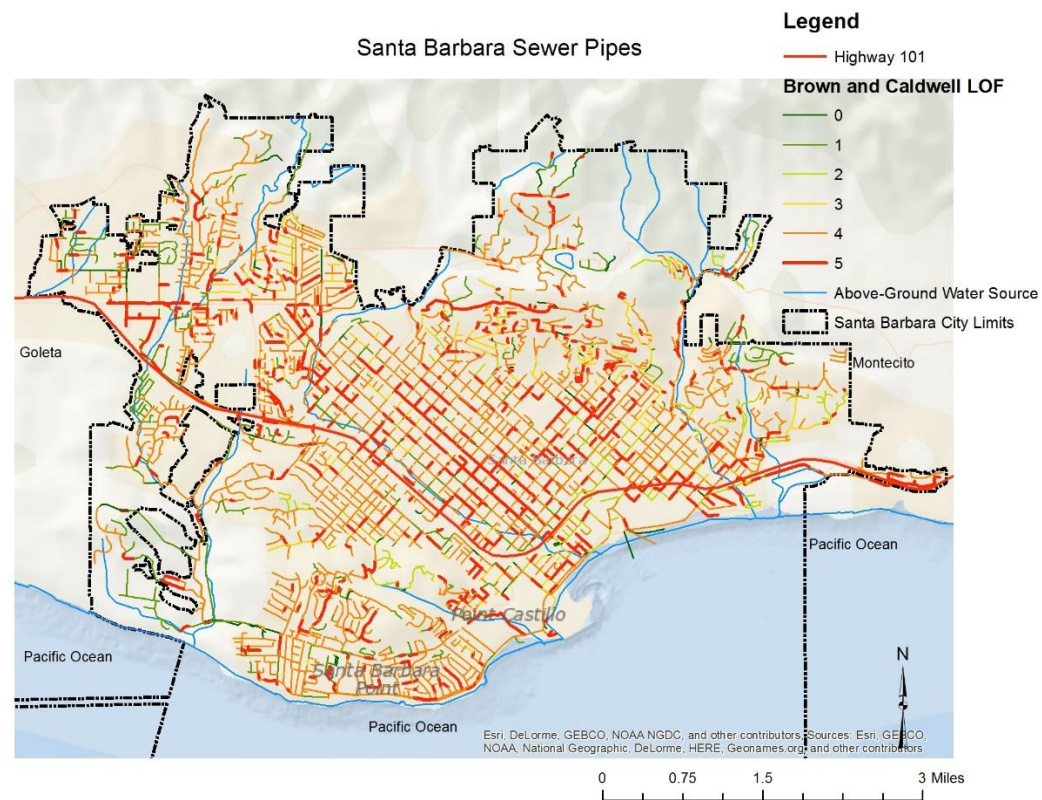 Santa Barbara Sewer Pipes
Legend
Highway 101
Brown and Caldwell LOF
0
1
2
3
4
5
Above-Ground Water Source
Santa Barbara City Limits
Goleta
Montecito
Santa Barbara
Pacific Ocean
Point Castillo
Pacific Ocean
Santa Barbara
Point
Pacific Ocean
N
Esri, DeLorme, GEBCO, NOAA NGDC, and other contributors, Sources: Esri, GEBCO,
NOAA, National Geographic, DeLorme, HERE, Geonames.org, and other contributors
0 0.75 1.5 3 Miles